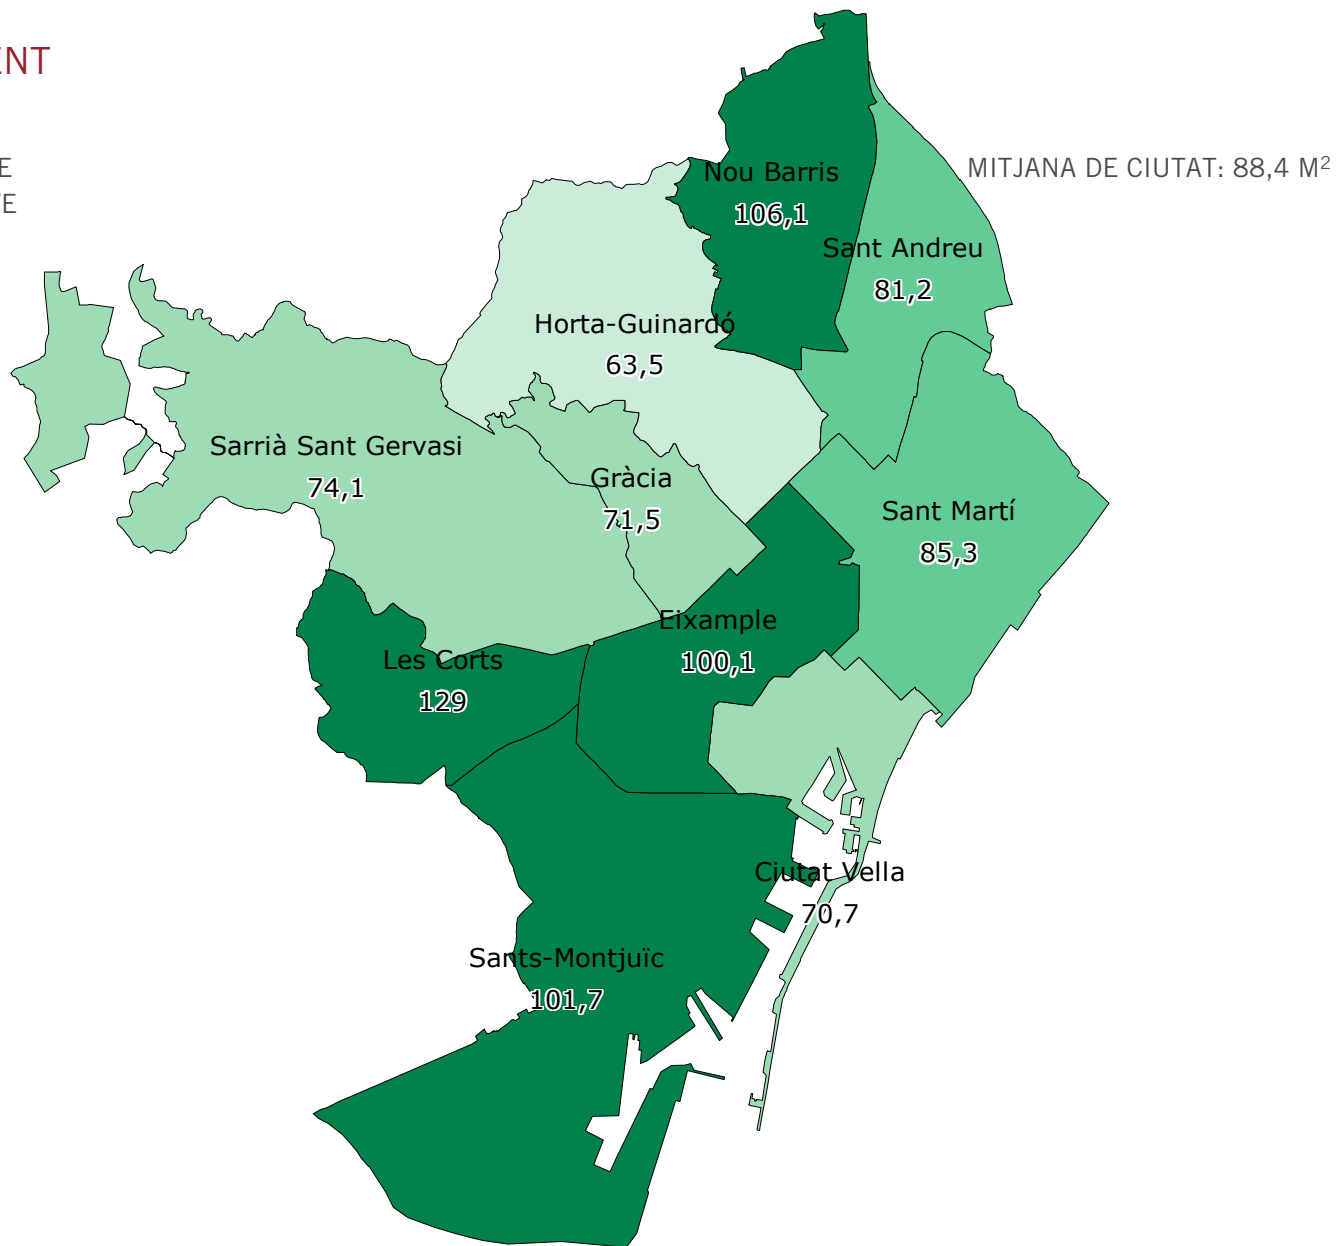 ENT
E
TE
MITJANA DE CIUTAT: 88,4 M²
Nou Barris
106,1
Sant Andreu
81,2
Horta-Guinardó
63,5
Sarrià Sant Gervasi
74,1
Gràcia
71,5
Sant Martí
85,3
Eixample
100,1
Les Corts
129
Ciutat Vella
70,7
Sants-Montjuïc
101,7